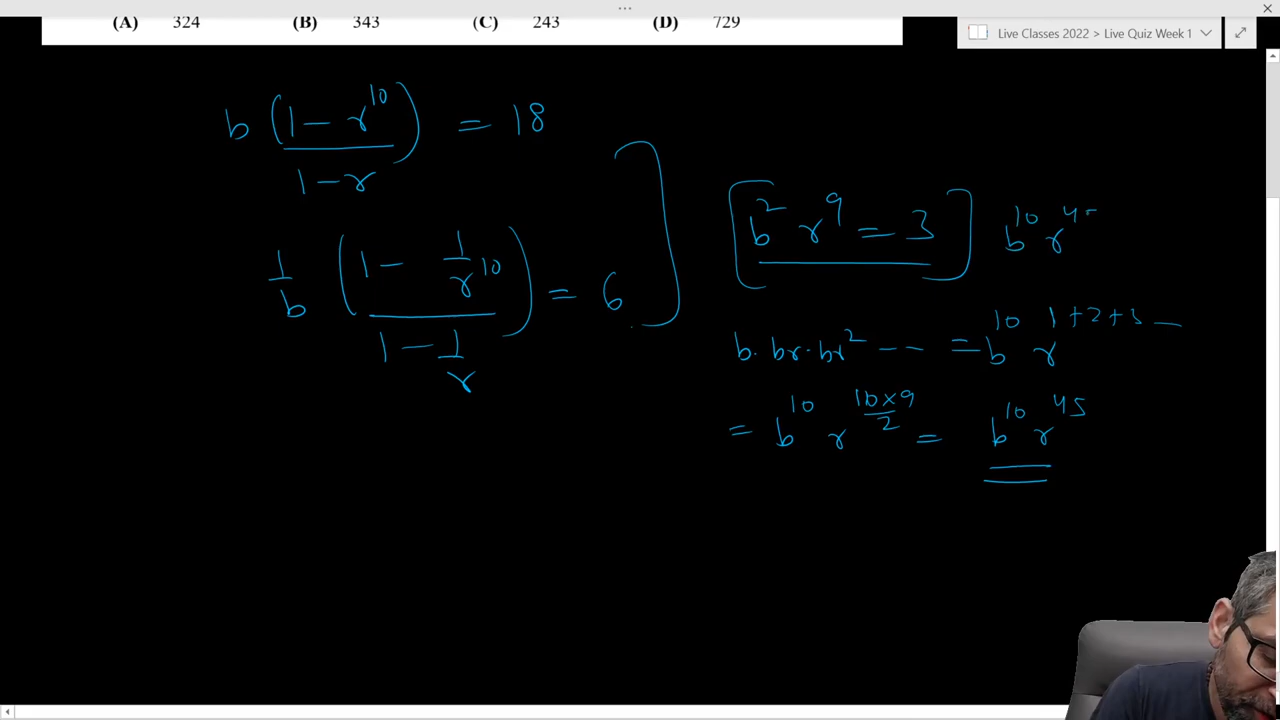 (A) 324 (B) 343 (C) 243 (D) 729
Live Classes 2022 > Live Quiz Week 1
b ( (1 - r^10) / (1 - r) ) = 18
1/b ( (1 - 1/r^10) / (1 - 1/r) ) = 6
[ b^2 r^9 = 3 ] b^10 r^4
b. br. br^2 -- -- = b^10 r^(1+2+3 —
= b^10 r^(10×9/2) = b^10 r^45